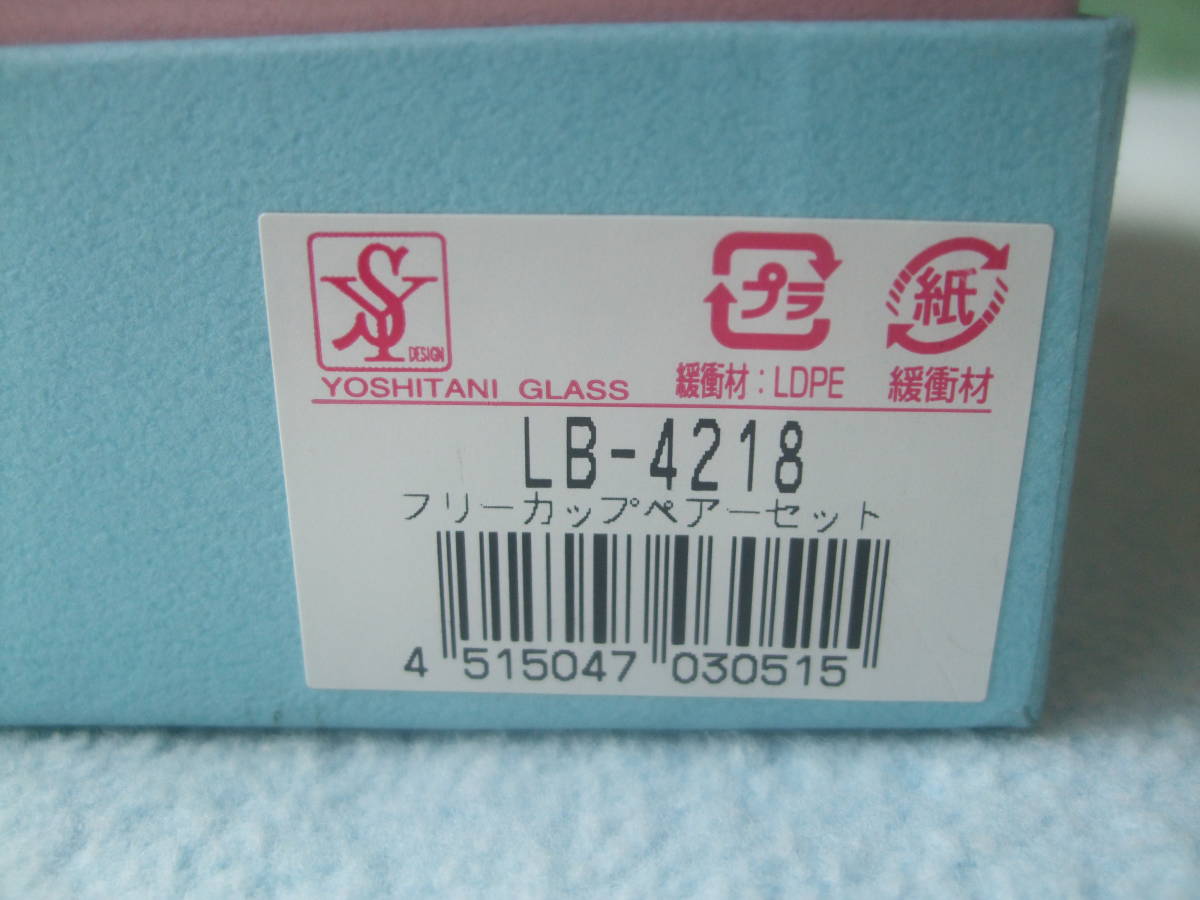 YS DESIGN
プラ
紙
YOSHITANI GLASS
緩衝材：LDPE
緩衝材
LB-4218
フリーカップペアーセット
4 515047 030515